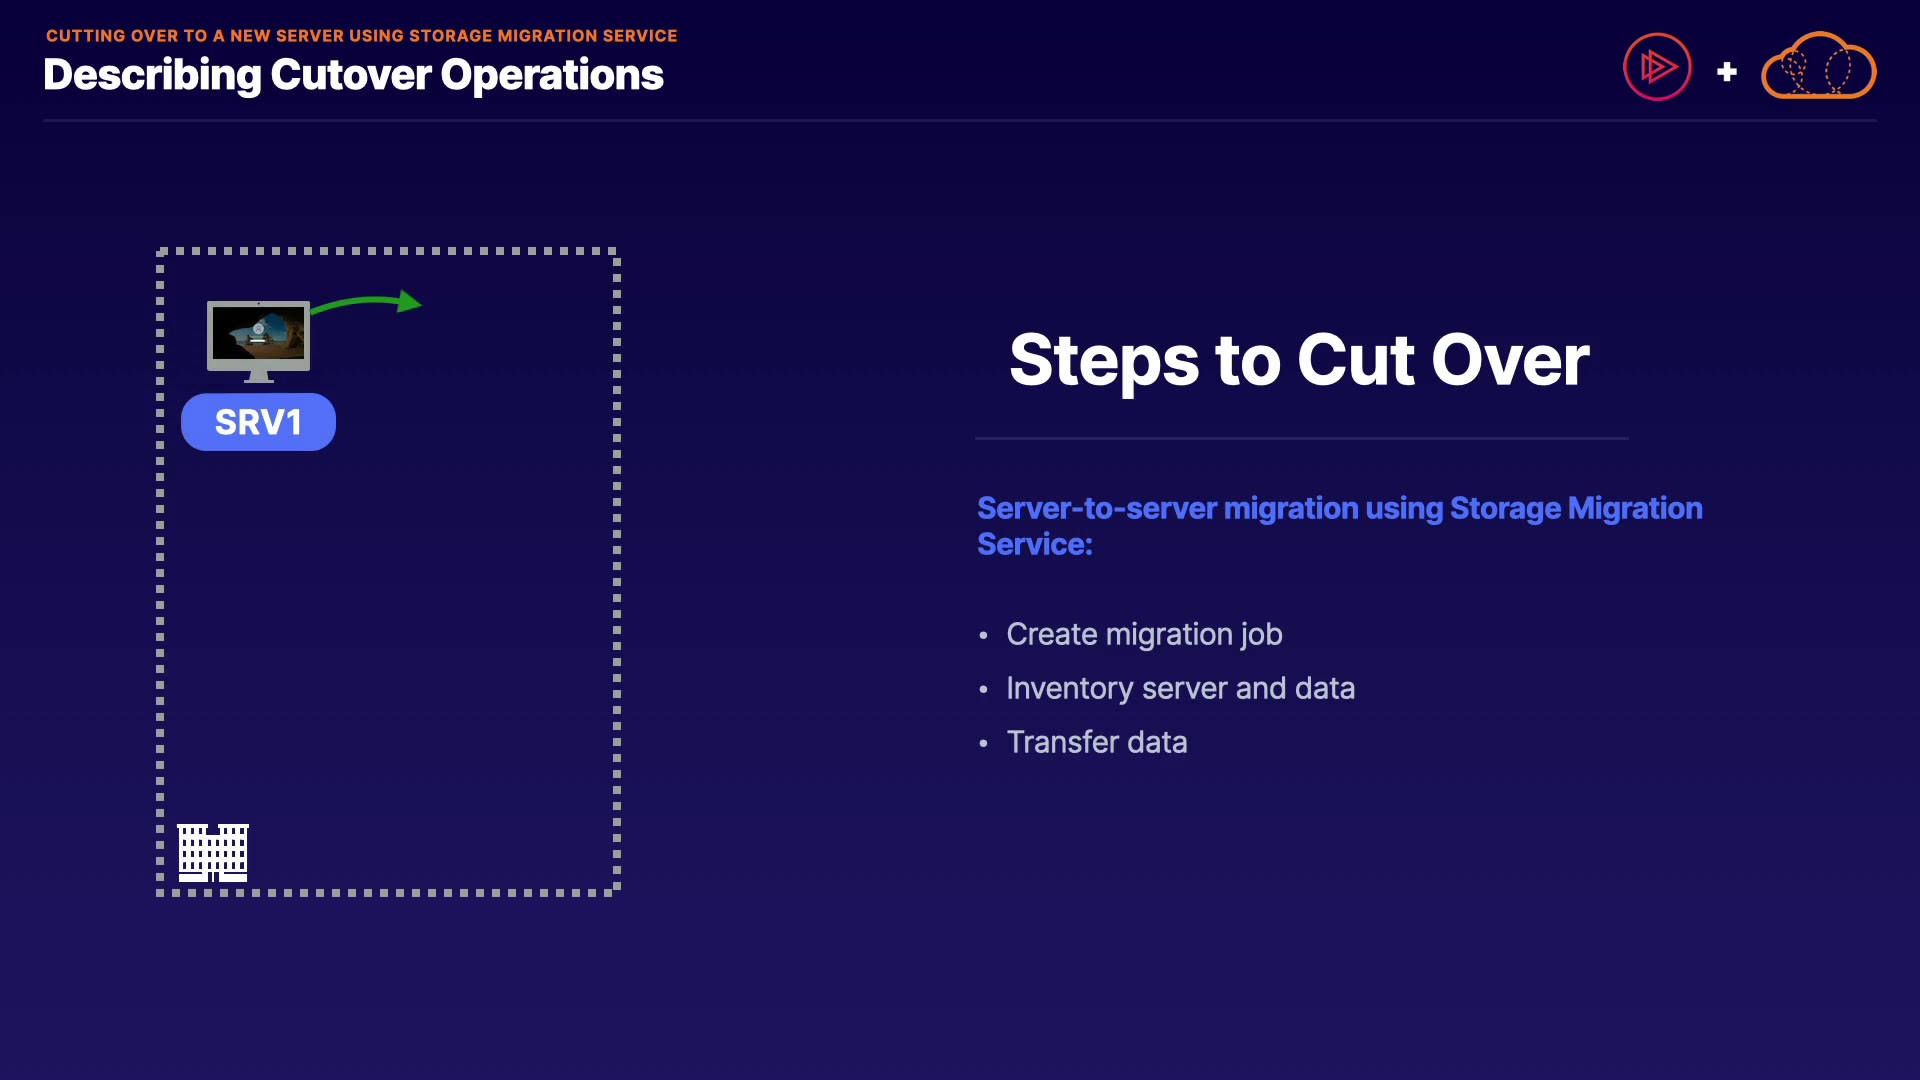 CUTTING OVER TO A NEW SERVER USING STORAGE MIGRATION SERVICE
Describing Cutover Operations
SRV1
Steps to Cut Over
Server-to-server migration using Storage Migration
Service:
• Create migration job
• Inventory server and data
• Transfer data